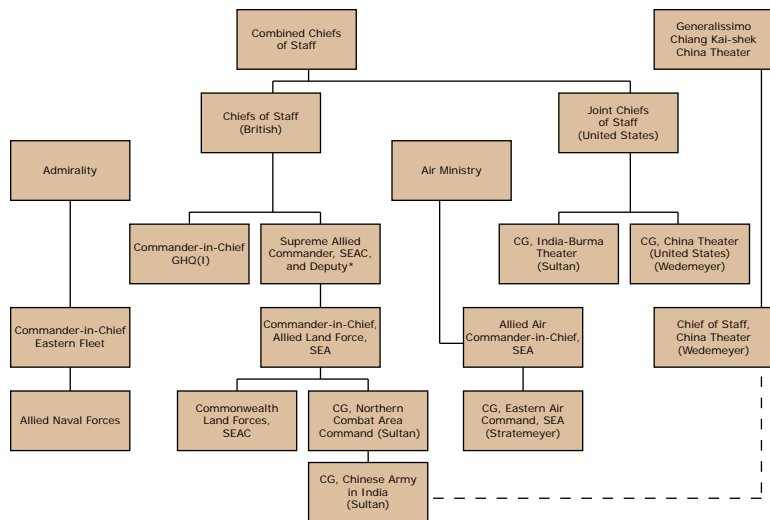 Combined Chiefs
of Staff
Generalissimo
Chiang Kai-shek
China Theater
Chiefs of Staff
(British)
Joint Chiefs
of Staff
(United States)
Admirality
Air Ministry
Commander-in-Chief
GHQ(I)
Supreme Allied
Commander, SEAC,
and Deputy*
CG, India-Burma
Theater
(Sultan)
CG, China Theater
(United States)
(Wedemeyer)
Commander-in-Chief
Eastern Fleet
Commander-in-Chief,
Allied Land Force,
SEA
Allied Air
Commander-in-Chief,
SEA
Chief of Staff,
China Theater
(Wedemeyer)
Allied Naval Forces
Commonwealth
Land Forces,
SEAC
CG, Northern
Combat Area
Command (Sultan)
CG, Eastern Air
Command, SEA
(Stratemeyer)
CG, Chinese Army
in India
(Sultan)